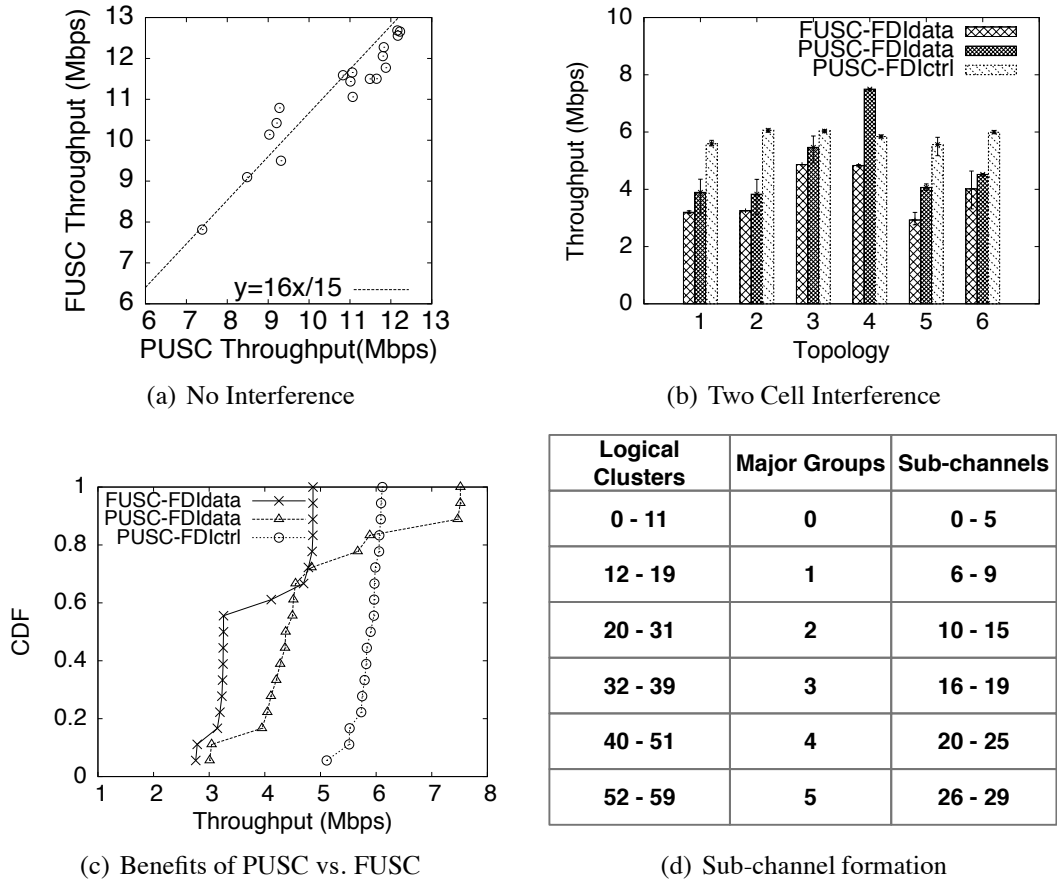 13
12
11
10
9
8
7
6
FUSC Throughput (Mbps)
y=16x/15
6 7 8 9 10 11 12 13
PUSC Throughput(Mbps)
(a) No Interference
10
8
6
4
2
0
Throughput (Mbps)
FUSC-FDIdata
PUSC-FDIdata
PUSC-FDIctrl
1 2 3 4 5 6
Topology
(b) Two Cell Interference
1
0.8
0.6
0.4
0.2
0
CDF
FUSC-FDIdata
PUSC-FDIdata
PUSC-FDIctrl
1 2 3 4 5 6 7 8
Throughput (Mbps)
(c) Benefits of PUSC vs. FUSC
Logical Clusters Major Groups Sub-channels
0 - 11 0 0 - 5
12 - 19 1 6 - 9
20 - 31 2 10 - 15
32 - 39 3 16 - 19
40 - 51 4 20 - 25
52 - 59 5 26 - 29
(d) Sub-channel formation